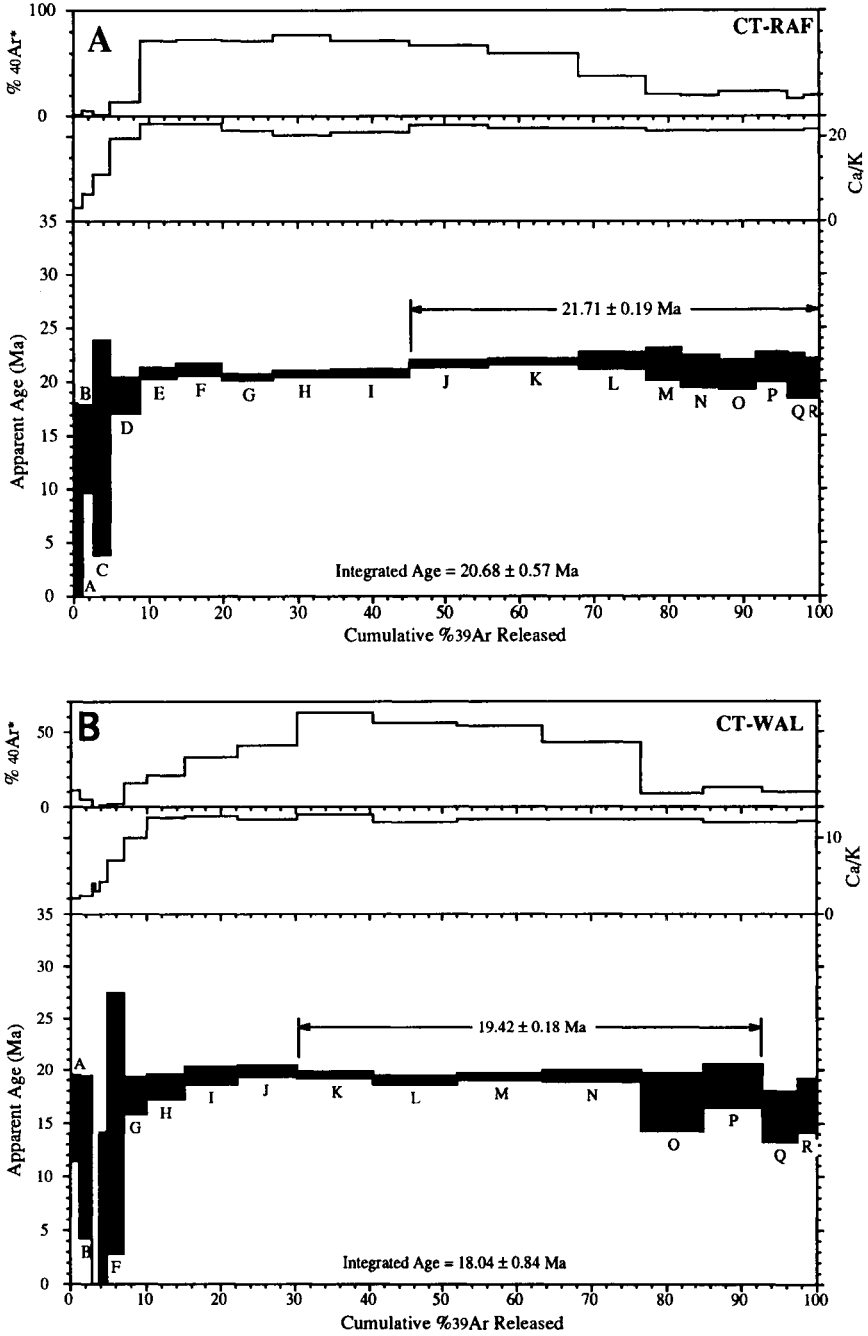 100
A
CT-RAF
% 40Ar*
0
20
Ca/K
0
35
30
25
20
15
10
5
0
Apparent Age (Ma)
21.71 ± 0.19 Ma
B
D
E
F
G
H
I
J
K
L
M
N
O
P
Q
R
C
A
Integrated Age = 20.68 ± 0.57 Ma
0 10 20 30 40 50 60 70 80 90 100
Cumulative %39Ar Released
B
CT-WAL
% 40Ar*
50
0
10
Ca/K
0
35
30
25
20
15
10
5
0
Apparent Age (Ma)
19.42 ± 0.18 Ma
A
B
F
G
H
I
J
K
L
M
N
O
P
Q
R
Integrated Age = 18.04 ± 0.84 Ma
0 10 20 30 40 50 60 70 80 90 100
Cumulative %39Ar Released